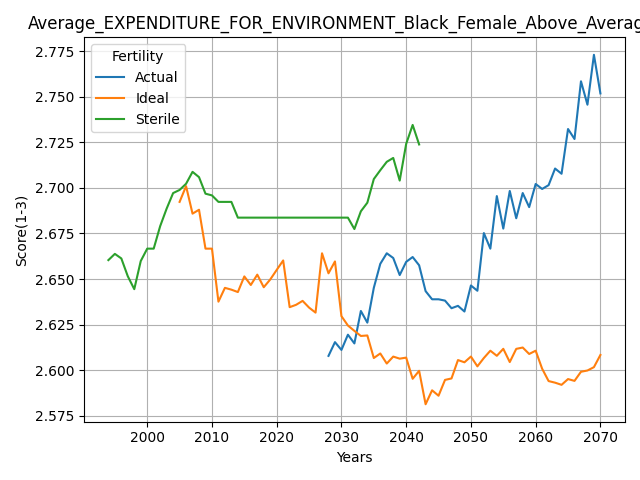 Average_EXPENDITURE_FOR_ENVIRONMENT_Black_Female_Above_Averag
Fertility
Actual
Ideal
Sterile
Score(1-3)
2.775
2.750
2.725
2.700
2.675
2.650
2.625
2.600
2.575
2000
2010
2020
2030
2040
2050
2060
2070
Years